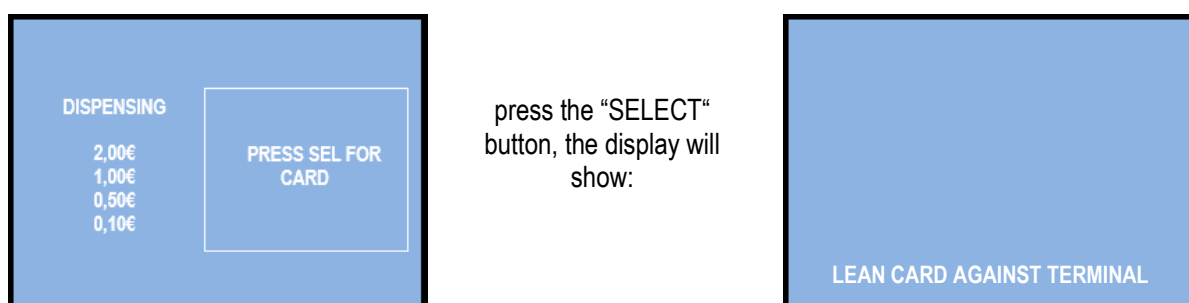 DISPENSING
2,00€
1,00€
0,50€
0,10€
PRESS SEL FOR
CARD
press the “SELECT“
button, the display will
show:
LEAN CARD AGAINST TERMINAL